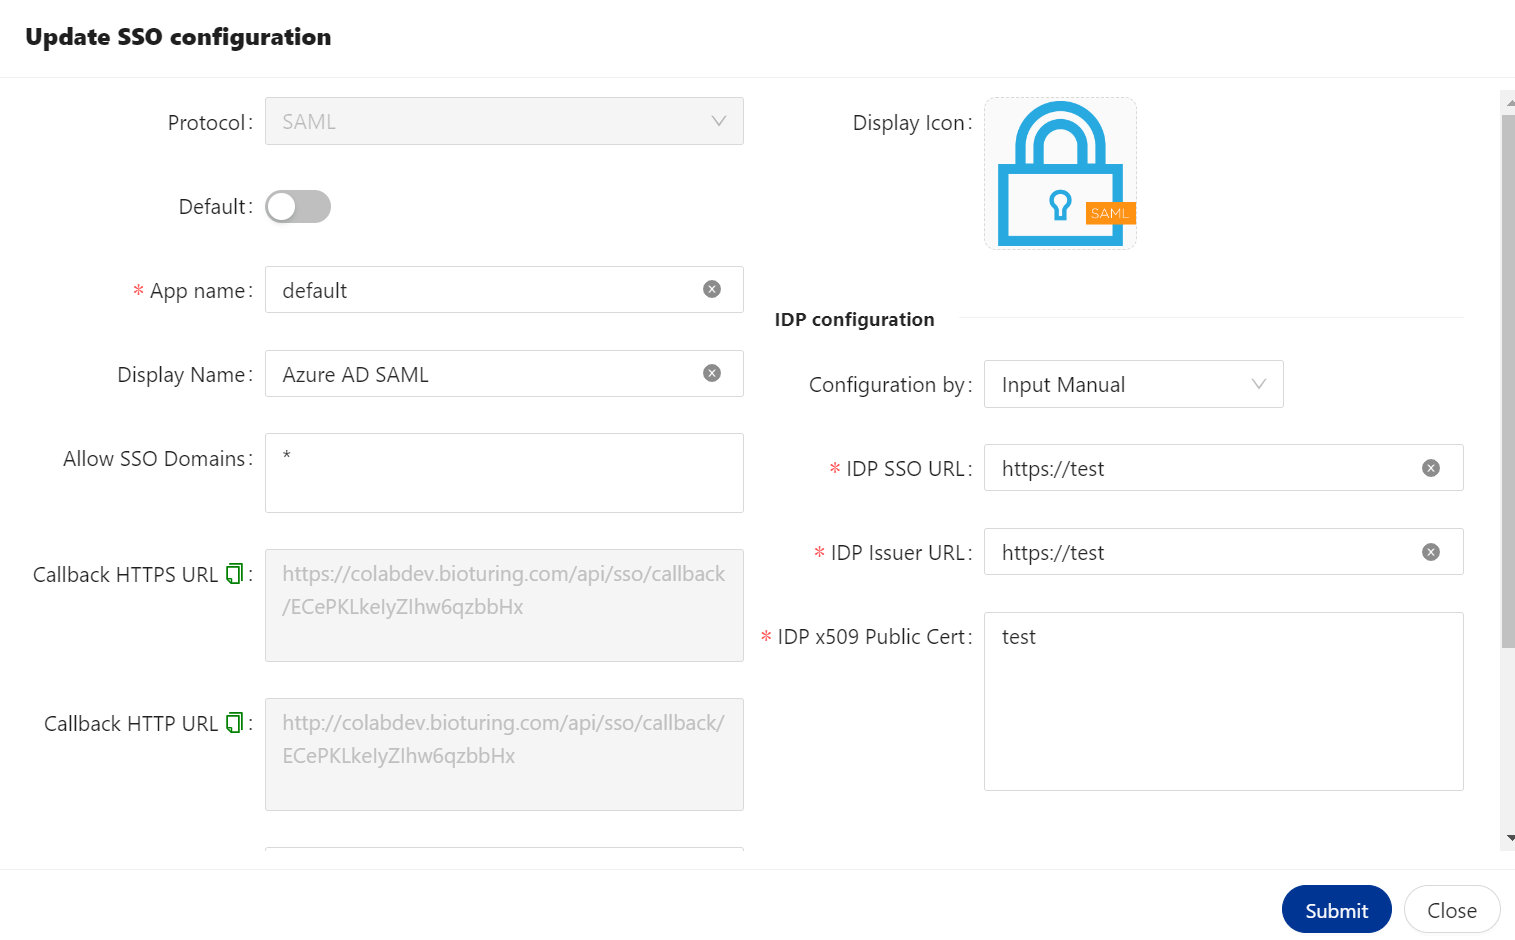 Update SSO configuration
Protocol:
SAML
Default:
* App name:
default
Display Name:
Azure AD SAML
Allow SSO Domains:
*
Callback HTTPS URL :
https://colabdev.bioturing.com/api/sso/callback
/ECePKLkeIyZIhw6qzbbHx
Callback HTTP URL :
http://colabdev.bioturing.com/api/sso/callback/
ECePKLkeIyZIhw6qzbbHx
Display Icon:
SAML
IDP configuration
Configuration by:
Input Manual
* IDP SSO URL:
https://test
* IDP Issuer URL:
https://test
* IDP x509 Public Cert:
test
Submit
Close